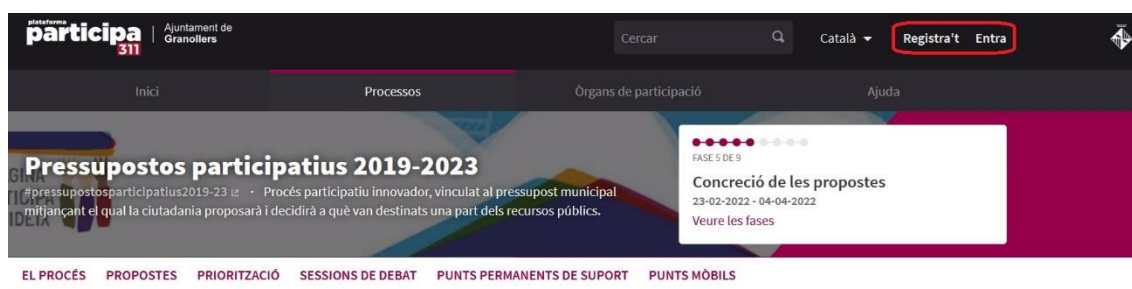 plataforma
participa
311
Ajuntament de
Granollers
Cercar
Català
Registra't Entra
Inici Processos Òrgans de participació Ajuda
Pressupostos participatius 2019-2023
#pressupostosparticipatius2019-23 · Procés participatiu innovador, vinculat al pressupost municipal
mitjançant el qual la ciutadania proposarà i decidirà a què van destinats una part dels recursos públics.
FASE 5 DE 9
Concreció de les propostes
23-02-2022 - 04-04-2022
Veure les fases
EL PROCÉS PROPOSTES PRIORITZACIÓ SESSIONS DE DEBAT PUNTS PERMANENTS DE SUPORT PUNTS MÒBILS